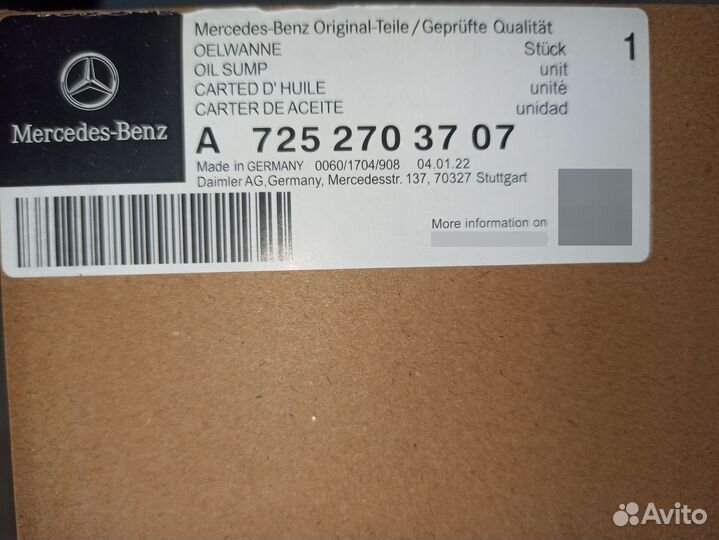 Mercedes-Benz Original-Teile/Geprüfte Qualität
OELWANNE Stück 1
OIL SUMP unit
CARTED D' HUILE unité
CARTER DE ACEITE unidad
Mercedes-Benz
A 725 270 37 07
Made in GERMANY 0060/1704/908 04.01.22
Daimler AG, Germany, Mercedesstr. 137, 70327 Stuttgart
More information on
Avito